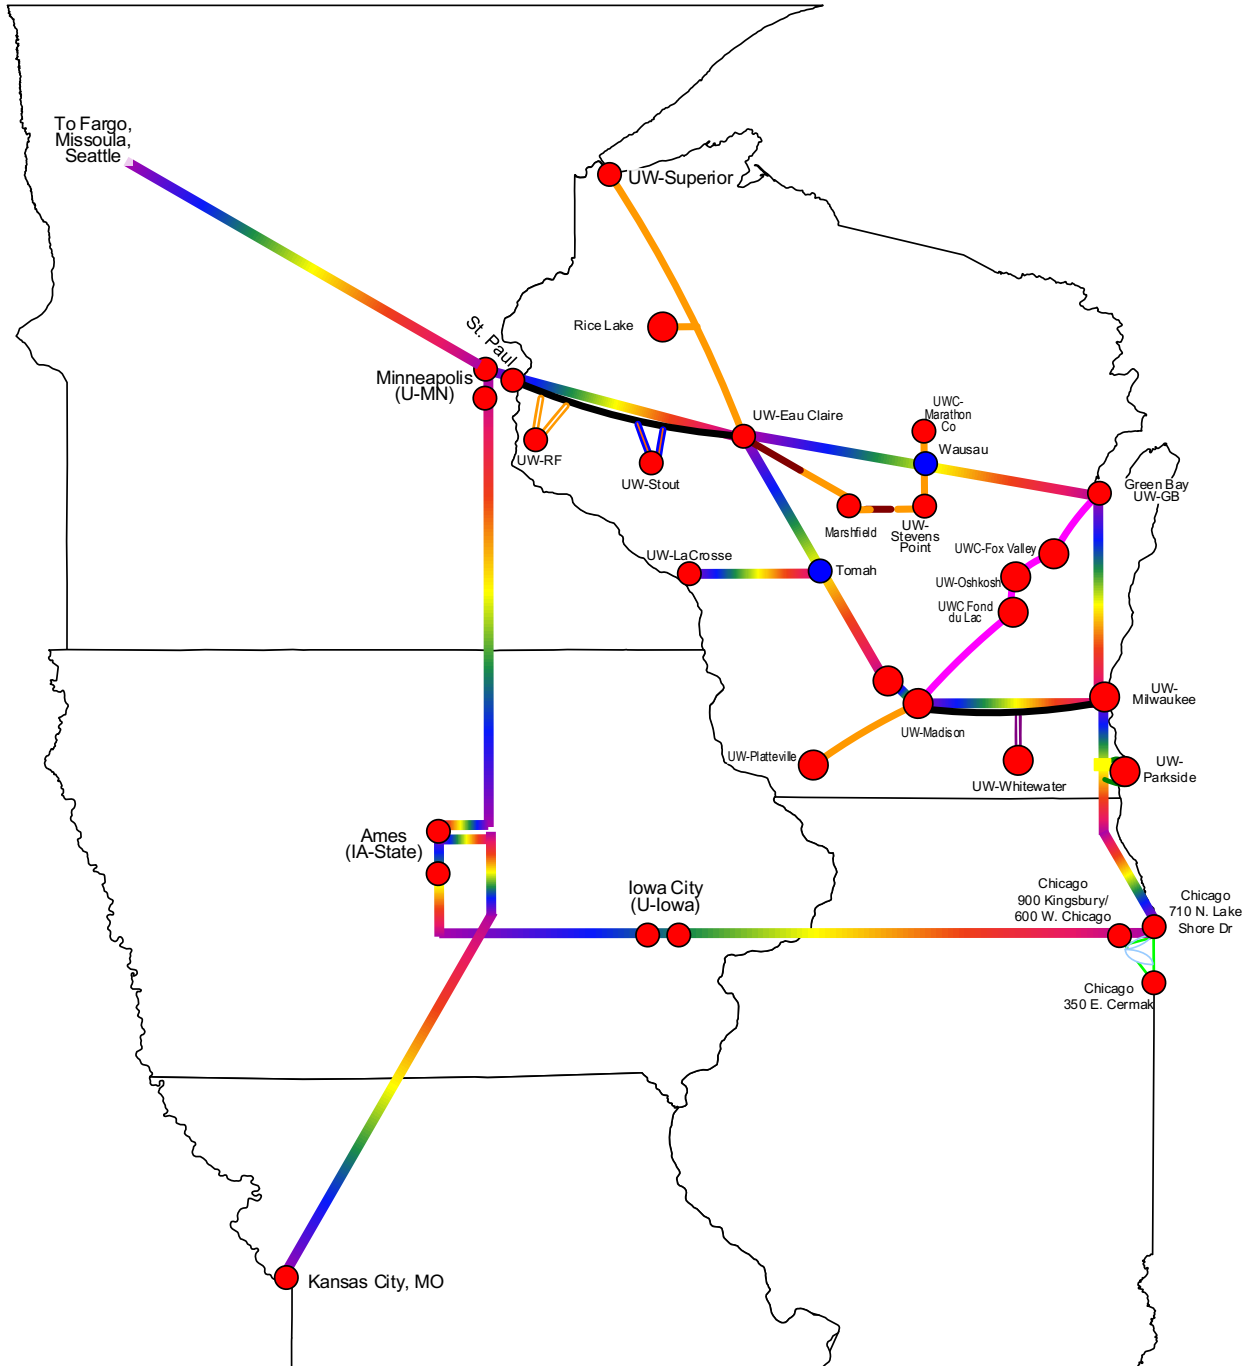 To Fargo,
Missoula,
Seattle
UW-Superior
Rice Lake
St. Paul
Minneapolis
(U-MN)
UW-Eau Claire
UWC-
Marathon
Co
Wausau
UW-RF
UW-Stout
Green Bay
UW-GB
Marshfield
UW-
Stevens
Point
UWC-Fox Valley
UW-LaCrosse
Tomah
UW-Oshkosh
UWC Fond
du Lac
UW-
Milwaukee
UW-Madison
UW-Platteville
UW-Whitewater
UW-
Parkside
Ames
(IA-State)
Iowa City
(U-Iowa)
Chicago
900 Kingsbury/
600 W. Chicago
Chicago
710 N. Lake
Shore Dr
Chicago
350 E. Cermak
Kansas City, MO